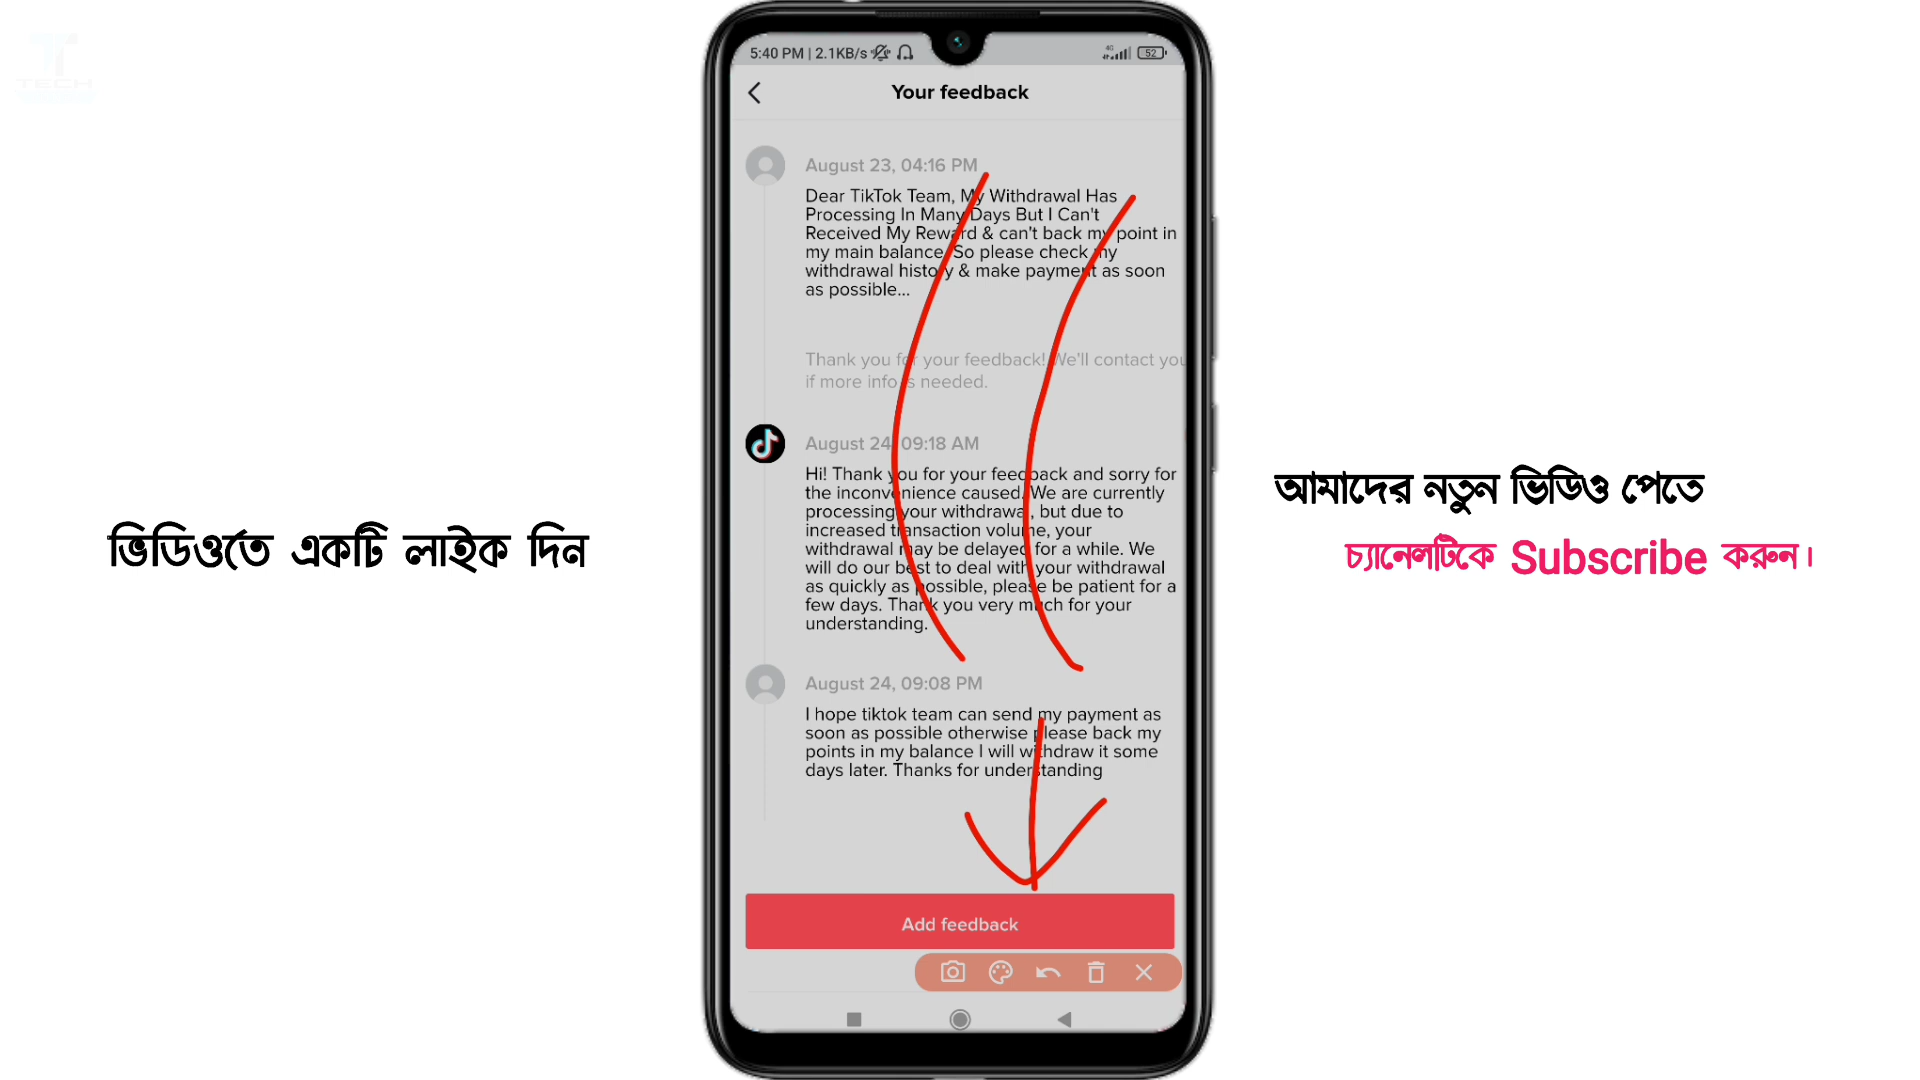 TECH
5:40 PM | 2.1KB/s
4G
52
Your feedback
August 23, 04:16 PM
Dear TikTok Team, My Withdrawal Has
Processing In Many Days But I Can't
Received My Reward & can't back my point in
my main balance. So please check my
withdrawal history & make payment as soon
as possible...
Thank you for your feedback! We'll contact you
if more info is needed.
August 24, 09:18 AM
Hi! Thank you for your feedback and sorry for
the inconvenience caused. We are currently
processing your withdrawal, but due to
increased transaction volume, your
withdrawal may be delayed for a while. We
will do our best to deal with your withdrawal
as quickly as possible, please be patient for a
few days. Thank you very much for your
understanding.
August 24, 09:08 PM
I hope tiktok team can send my payment as
soon as possible otherwise please back my
points in my balance I will withdraw it some
days later. Thanks for understanding
Add feedback
ভিডিওতে একটি লাইক দিন
আমাদের নতুন ভিডিও পেতে
চ্যানেলটিকে Subscribe করুন।